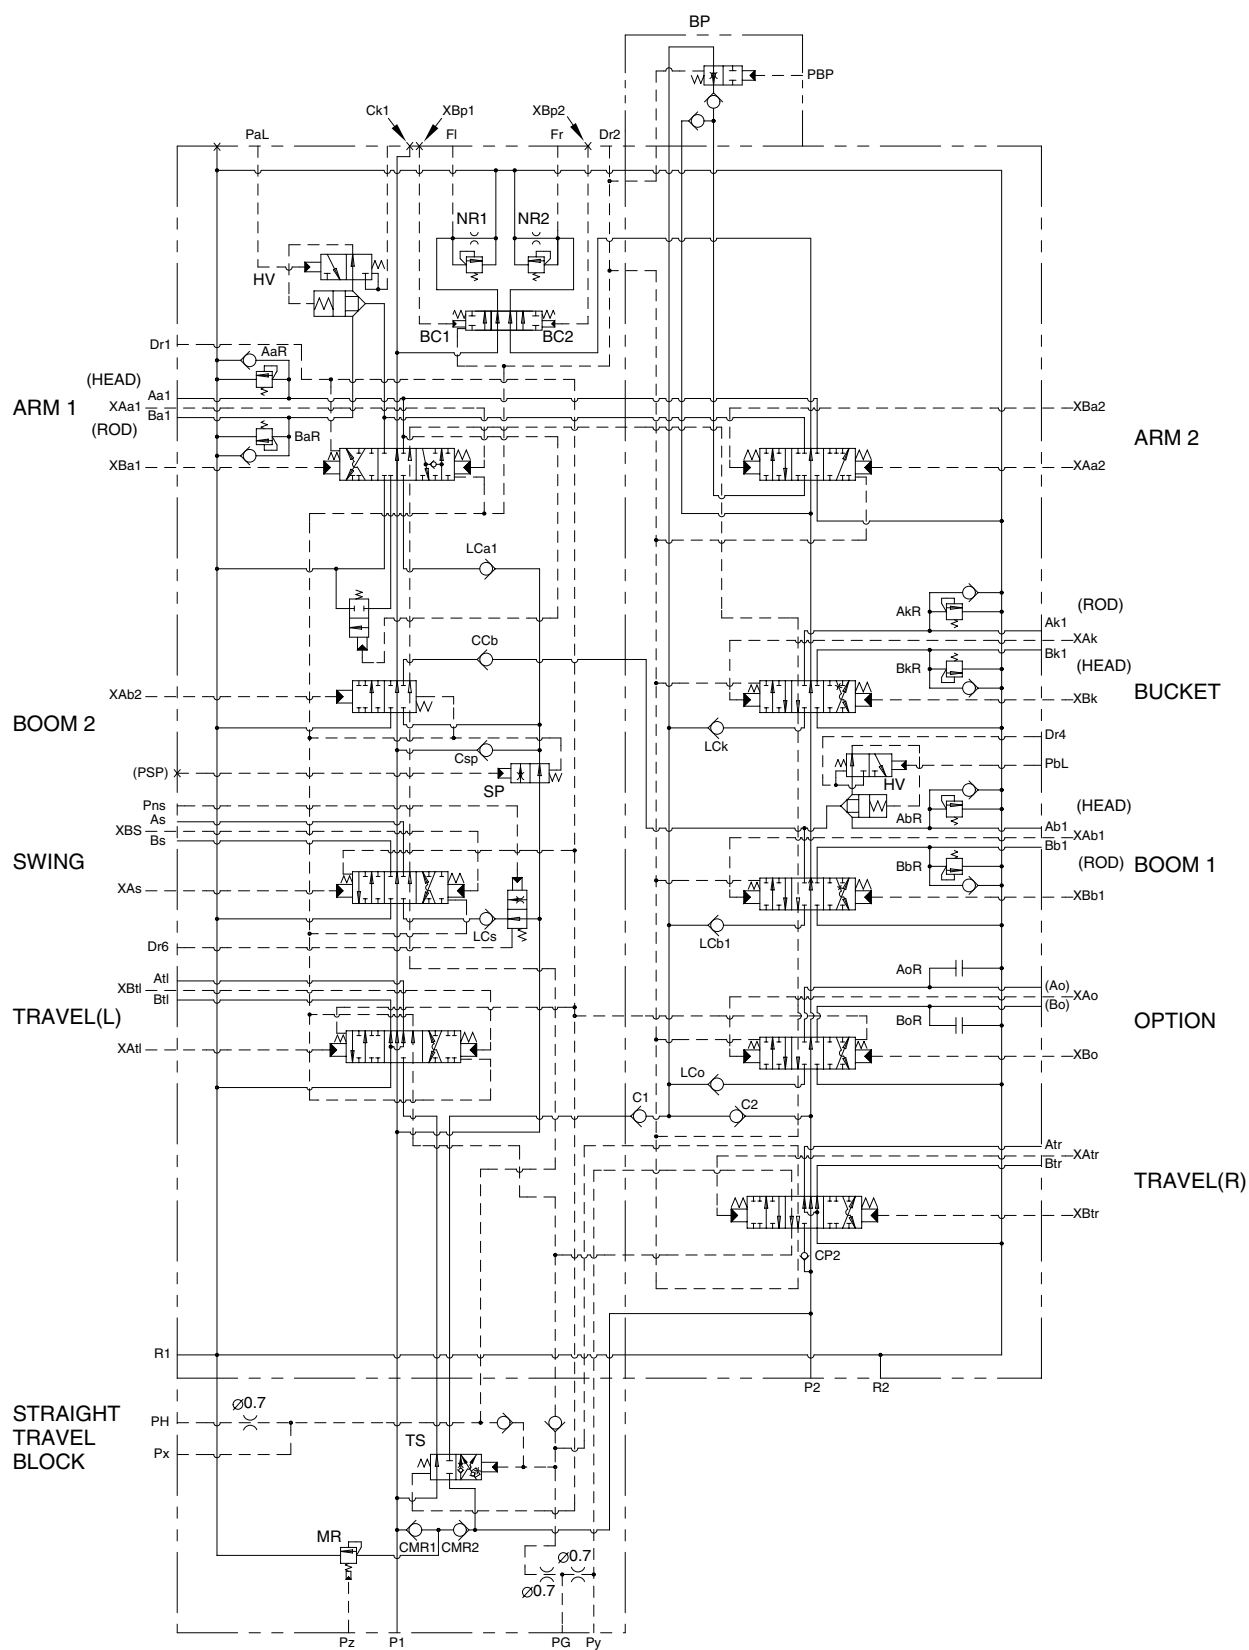 BP
PBP
Ck1
XBp1
XBp2
PaL
Fl
Fr
Dr2
NR1
NR2
HV
BC1
BC2
Dr1
AaR
(HEAD)
Aa1
ARM 1
XAa1
Ba1
(ROD)
BaR
XBa1
XBa2
ARM 2
XAa2
LCa1
CCb
XAb2
BOOM 2
Csp
(PSP)
SP
Pns
As
XBS
Bs
SWING
XAs
LCs
Dr6
Atl
XBtl
Btl
TRAVEL(L)
XAtl
AkR
(ROD)
Ak1
XAk
Bk1
BkR
(HEAD)
XBk
BUCKET
LCk
Dr4
PbL
HV
(HEAD)
AbR
Ab1
XAb1
Bb1
BbR
(ROD)
BOOM 1
XBb1
LCb1
AoR
(Ao)
XAo
(Bo)
BoR
OPTION
XBo
LCo
C1
C2
Atr
XAtr
Btr
TRAVEL(R)
XBtr
CP2
R1
P2
R2
STRAIGHT
TRAVEL
BLOCK
∅0.7
PH
Px
TS
MR
CMR1
CMR2
∅0.7
∅0.7
Pz
P1
PG
Py